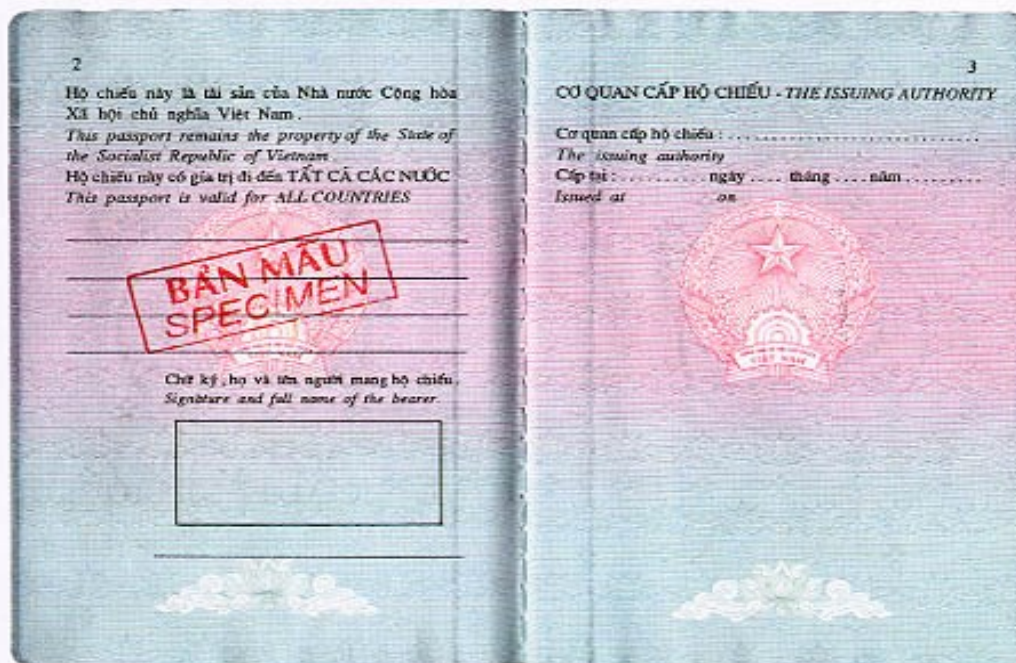 2
Hộ chiếu này là tài sản của Nhà nước Cộng hòa
Xã hội chủ nghĩa Việt Nam.
This passport remains the property of the State of
the Socialist Republic of Vietnam
Hộ chiếu này có gía trị đi đến TẤT CẢ CÁC NƯỚC
This passport is valid for ALL COUNTRIES
BẢN MẪU
SPECIMEN
Chữ ký, họ và tên người mang hộ chiếu.
Signature and full name of the bearer.
3
CƠ QUAN CẤP HỘ CHIẾU - THE ISSUING AUTHORITY
Cơ quan cấp hộ chiếu : ....................................
The issuing authority
Cấp tại : .......... ngày .... tháng .... năm .........
Issued at on
VIỆT NAM